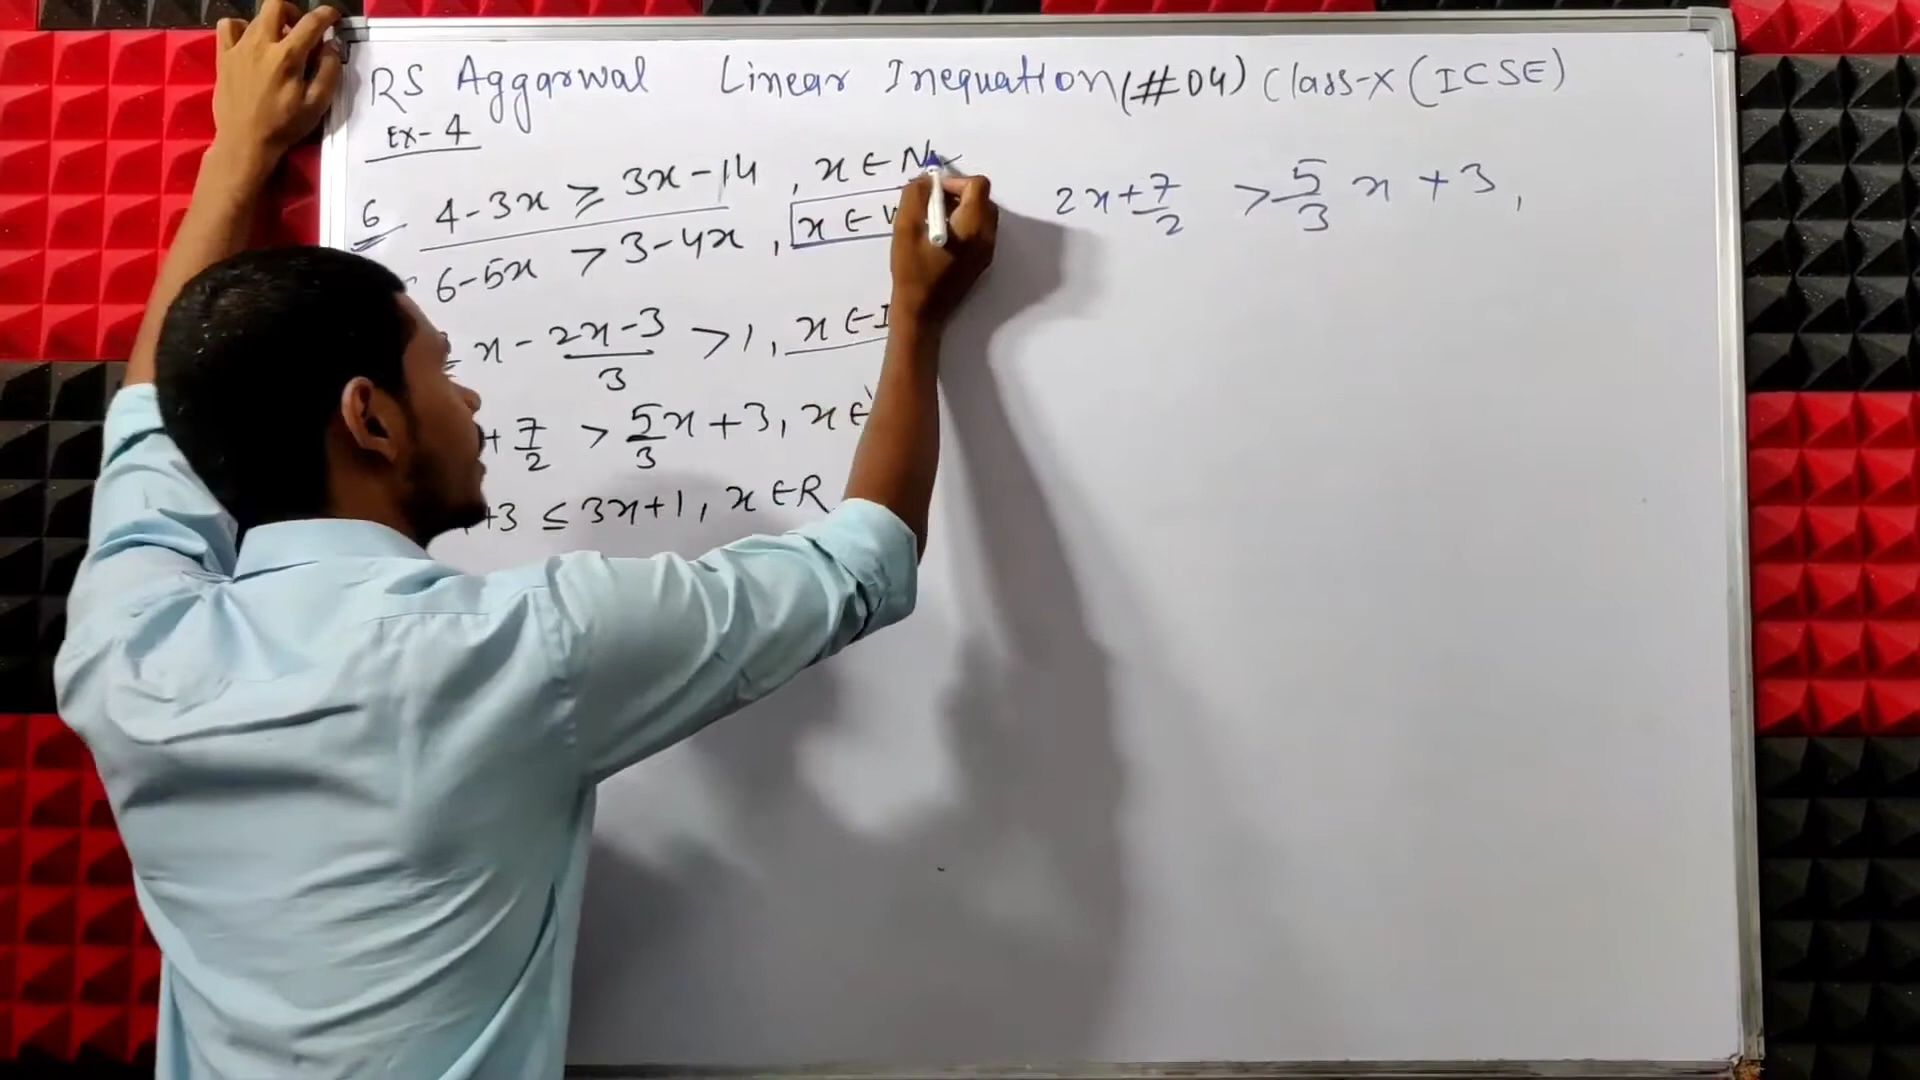 RS Aggarwal Linear Inequation (#04) Class-X (ICSE)
Ex-4
6 4-3x ≥ 3x-14 , x ∈ N
6-5x > 3-4x , x ∈
x - 2x-3/3 > 1, x ∈ I
+ 7/2 > 5/3 x + 3, x ∈
+3 ≤ 3x+1, x ∈ R
2x + 7/2 > 5/3 x + 3 ,